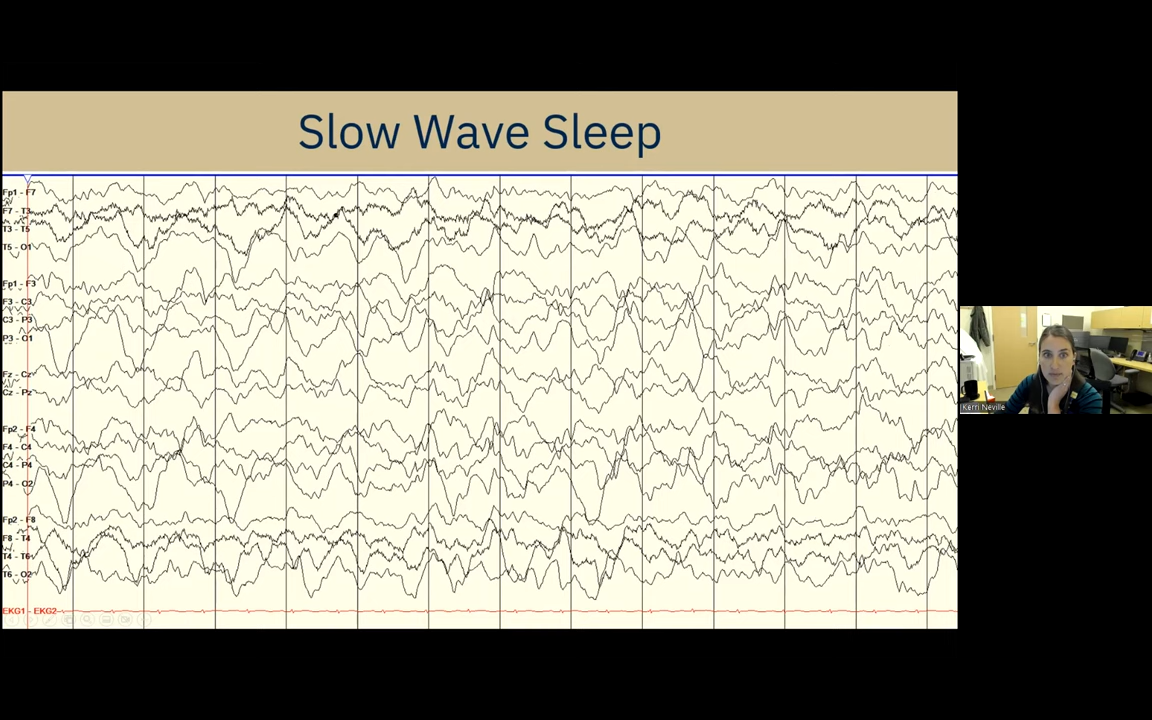 Slow Wave Sleep
Fp1 - F7
F7 - T3
T3 - T5
T5 - O1
Fp1 - F3
F3 - C3
C3 - P3
P3 - O1
Fz - Cz
Cz - Pz
Fp2 - F4
F4 - C4
C4 - P4
P4 - O2
Fp2 - F8
F8 - T4
T4 - T6
T6 - O2
EKG1 - EKG2
Kerri Neville